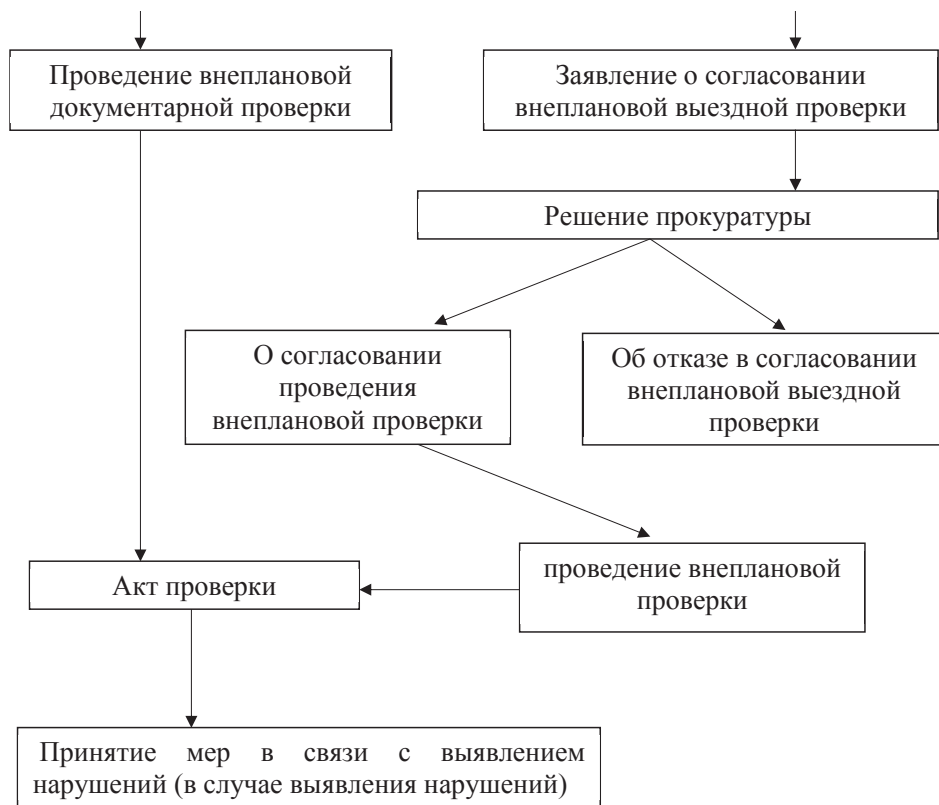 Проведение внеплановой
документарной проверки
Заявление о согласовании
внеплановой выездной проверки
Решение прокуратуры
О согласовании
проведения
внеплановой проверки
Об отказе в согласовании
внеплановой выездной
проверки
Акт проверки
проведение внеплановой
проверки
Принятие мер в связи с выявлением
нарушений (в случае выявления нарушений)